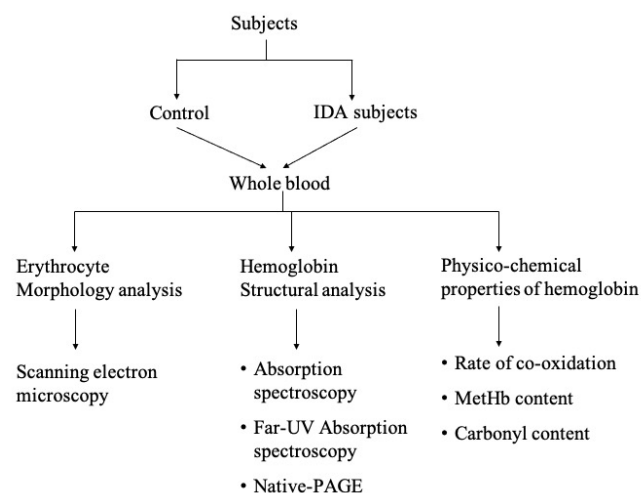 Subjects
Control
IDA subjects
Whole blood
Erythrocyte
Morphology analysis
Scanning electron
microscopy
Hemoglobin
Structural analysis
• Absorption
spectroscopy
• Far-UV Absorption
spectroscopy
• Native-PAGE
Physico-chemical
properties of hemoglobin
• Rate of co-oxidation
• MetHb content
• Carbonyl content